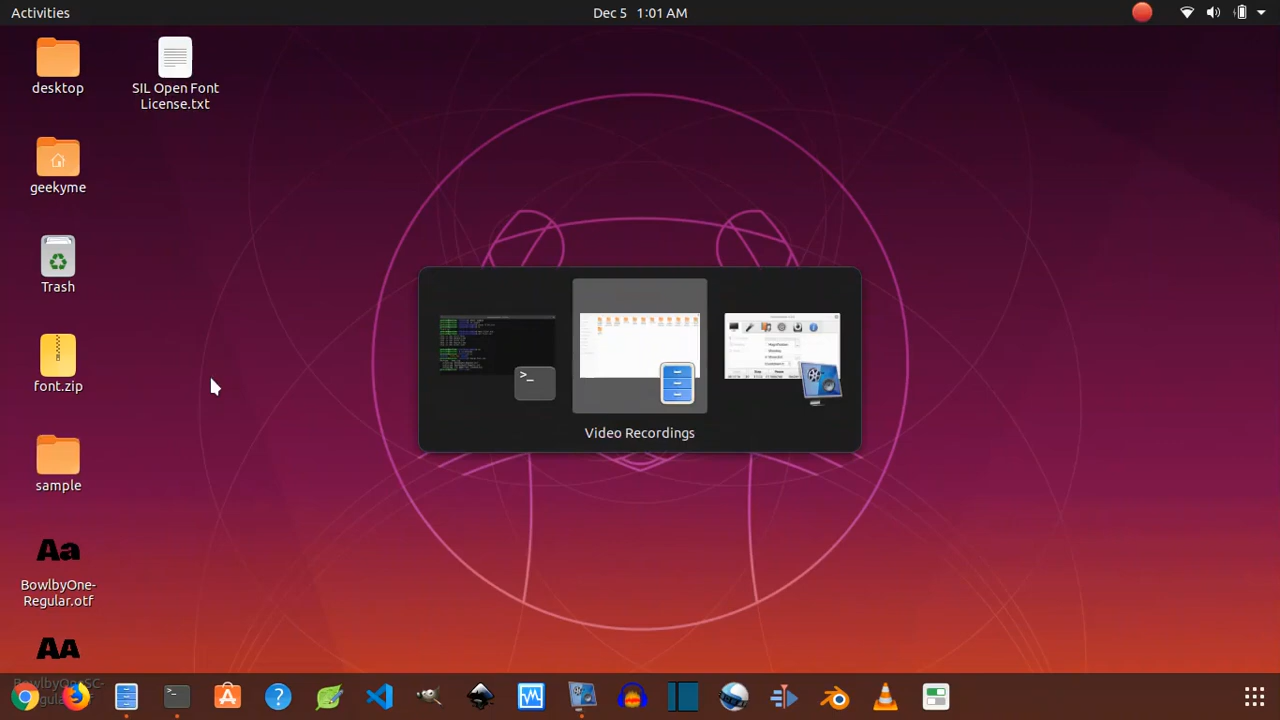 Activities
Dec 5 1:01 AM
desktop
SIL Open Font
License.txt
geekyme
Trash
font.zip
sample
Aa
BowlbyOne-
Regular.otf
AA
BowlbyOneSC-
Video Recordings
>_